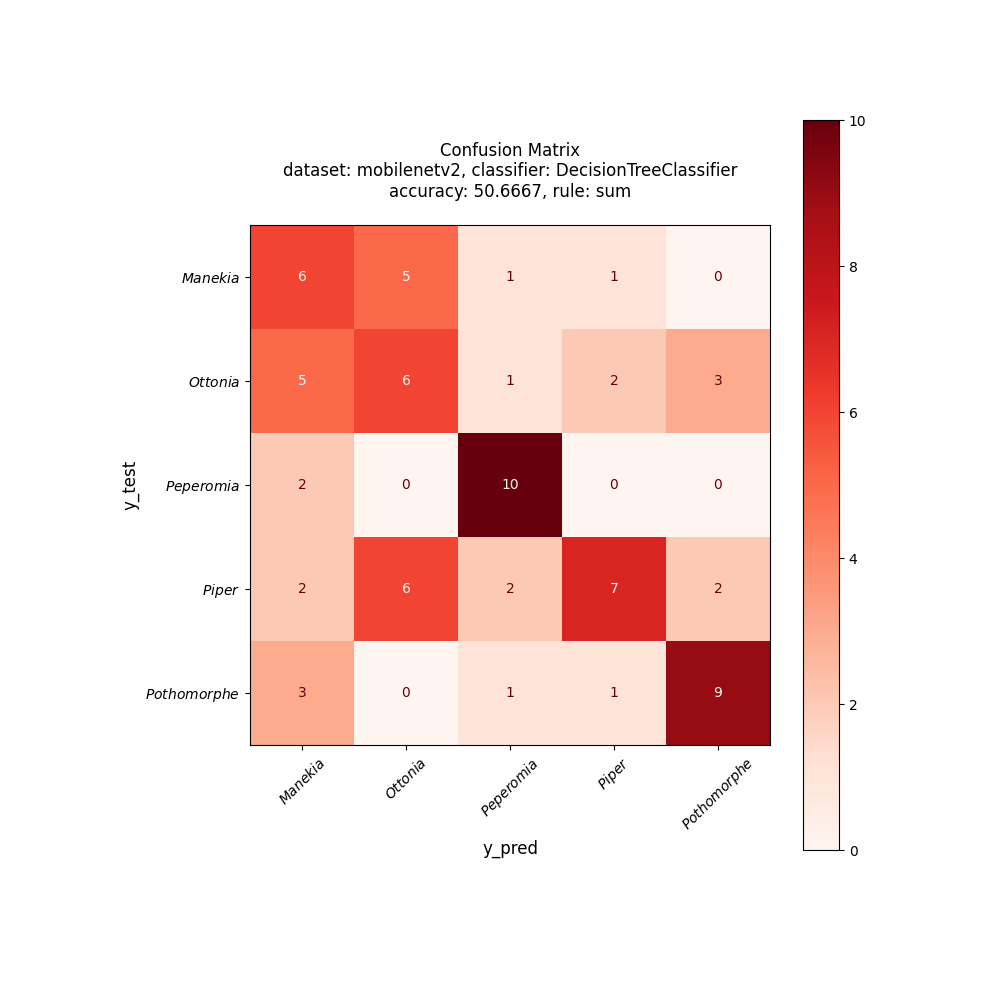 Confusion Matrix
dataset: mobilenetv2, classifier: DecisionTreeClassifier
accuracy: 50.6667, rule: sum
Manekia 6 5 1 1 0
Ottonia 5 6 1 2 3
Peperomia 2 0 10 0 0
Piper 2 6 2 7 2
Pothomorphe 3 0 1 1 9
y_test
Manekia Ottonia Peperomia Piper Pothomorphe
y_pred
10
8
6
4
2
0